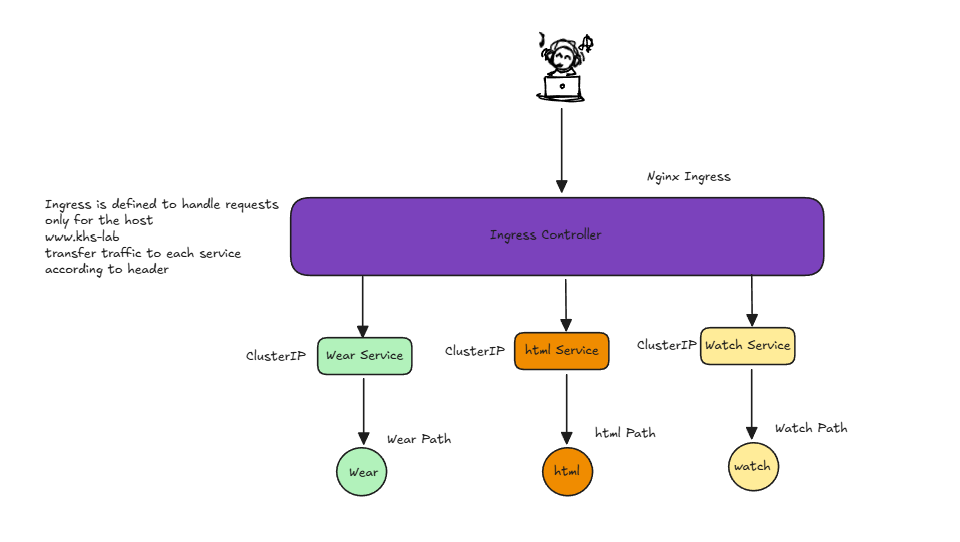 Nginx Ingress
Ingress is defined to handle requests
only for the host
www.khs-lab
transfer traffic to each service
according to header
Ingress Controller
ClusterIP
Wear Service
ClusterIP
html Service
ClusterIP
Watch Service
Wear Path
html Path
Watch Path
Wear
html
watch